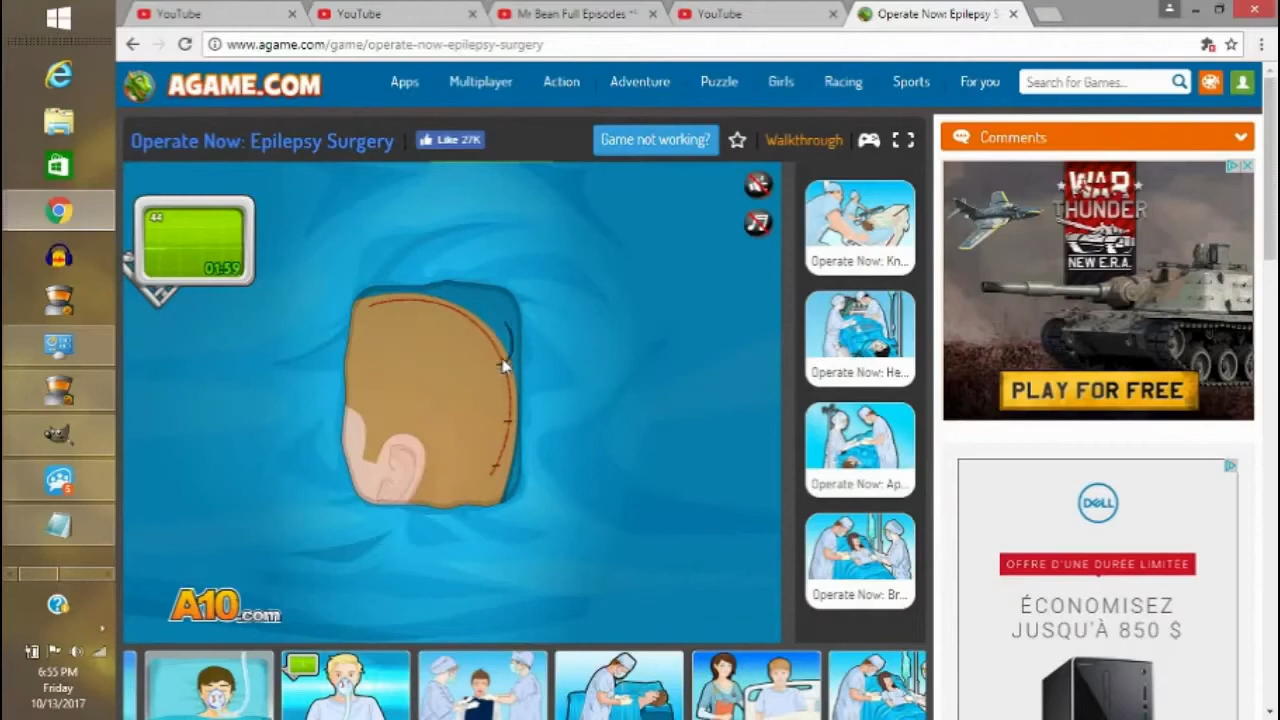 YouTube
YouTube
Mr Bean Full Episodes
YouTube
Operate Now: Epilepsy S
www.agame.com/game/operate-now-epilepsy-surgery
AGAME.COM
Apps
Multiplayer
Action
Adventure
Puzzle
Girls
Racing
Sports
For you
Search for Games...
Operate Now: Epilepsy Surgery
Like 27K
Game not working?
Walkthrough
Comments
44
01:59
Operate Now: Kn...
Operate Now: He...
Operate Now: Ap...
Operate Now: Br...
WAR
THUNDER
NEW E.R.A.
PLAY FOR FREE
DELL
OFFRE D'UNE DURÉE LIMITÉE
ÉCONOMISEZ
JUSQU'À 850 $
A10.com
6:55 PM
Friday
10/13/2017